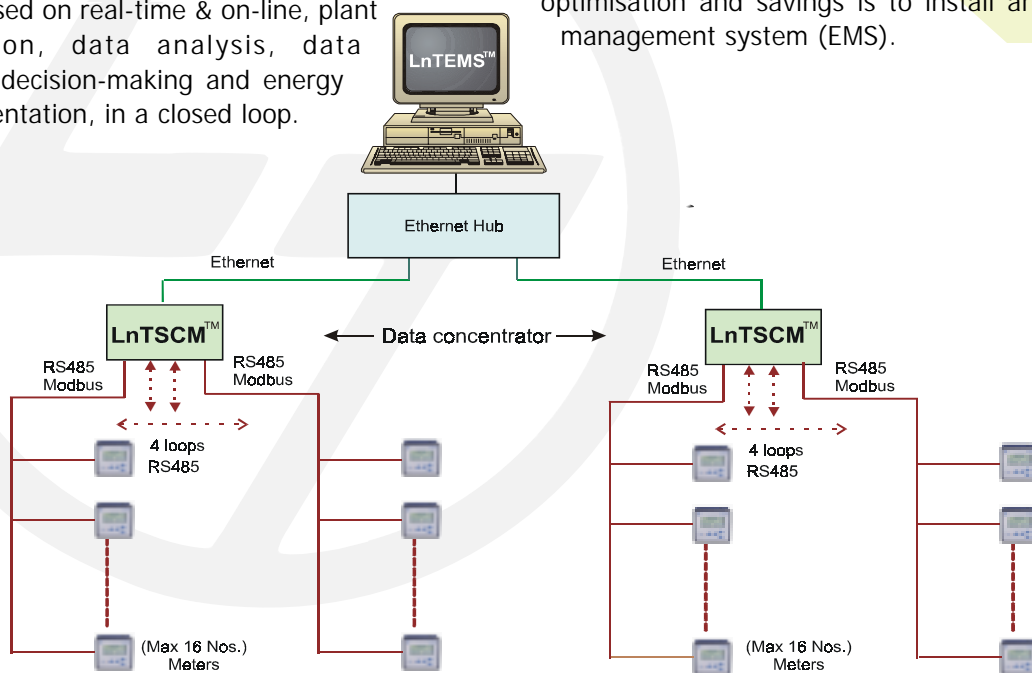 sed on real-time & on-line, plant
on, data analysis, data
decision-making and energy
entation, in a closed loop.
optimisation and savings is to install an
management system (EMS).
LnTEMS™
Ethernet Hub
Ethernet
Ethernet
LnTSCM™
Data concentrator
LnTSCM™
RS485
Modbus
RS485
Modbus
RS485
Modbus
RS485
Modbus
4 loops
RS485
4 loops
RS485
(Max 16 Nos.)
Meters
(Max 16 Nos.)
Meters